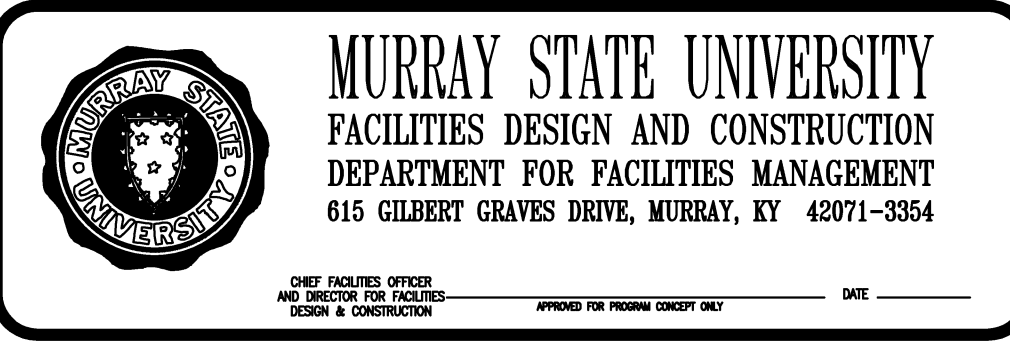 MURRAY STATE
UNIVERSITY
MURRAY STATE UNIVERSITY
FACILITIES DESIGN AND CONSTRUCTION
DEPARTMENT FOR FACILITIES MANAGEMENT
615 GILBERT GRAVES DRIVE, MURRAY, KY 42071-3354
CHIEF FACILITIES OFFICER
AND DIRECTOR FOR FACILITIES
DESIGN & CONSTRUCTION
APPROVED FOR PROGRAM CONCEPT ONLY
DATE